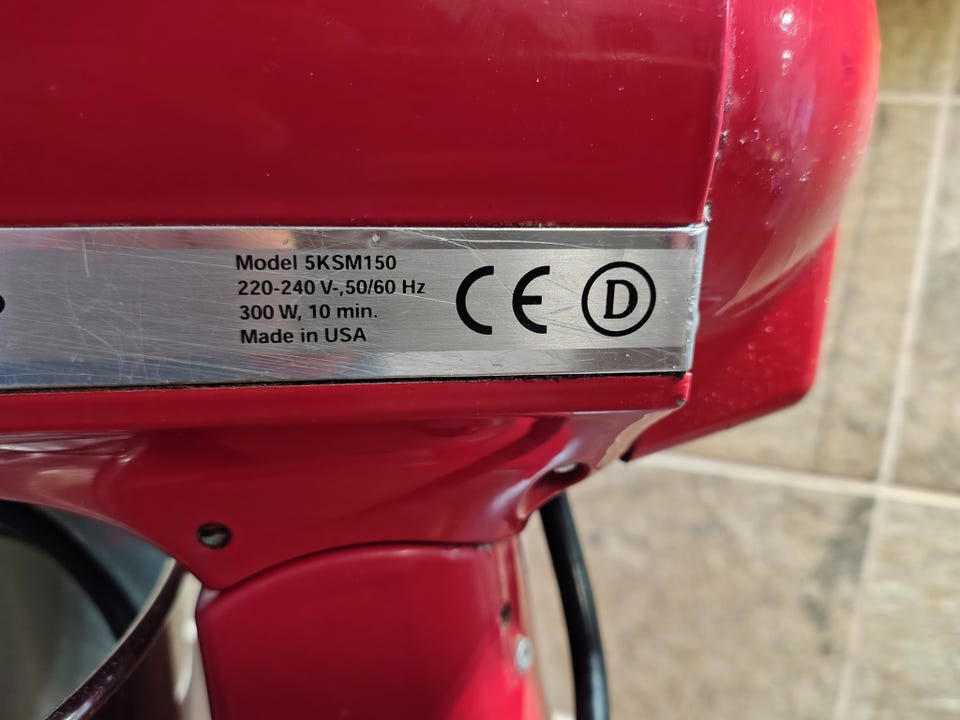 Model 5KSM150
220-240 V-,50/60 Hz
300 W, 10 min.
Made in USA
CE D